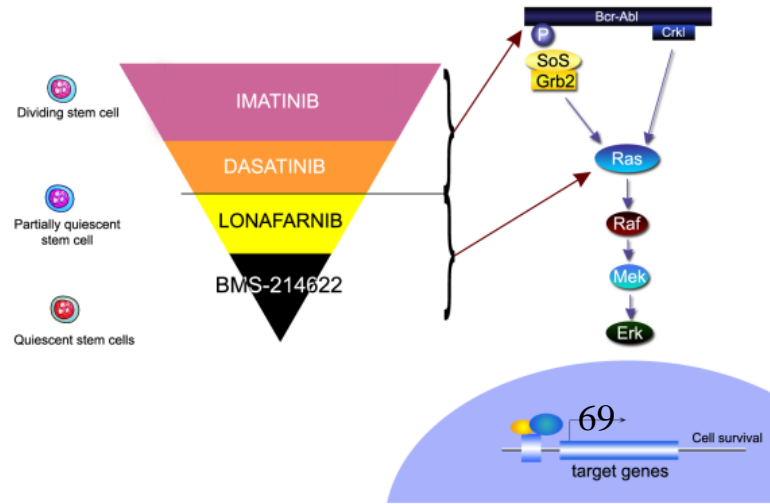 Bcr-Abl
P
Crkl
SoS
Grb2
IMATINIB
Dividing stem cell
DASATINIB
Ras
LONAFARNIB
Partially quiescent
stem cell
Raf
BMS-214622
Mek
Quiescent stem cells
Erk
69
Cell survival
target genes